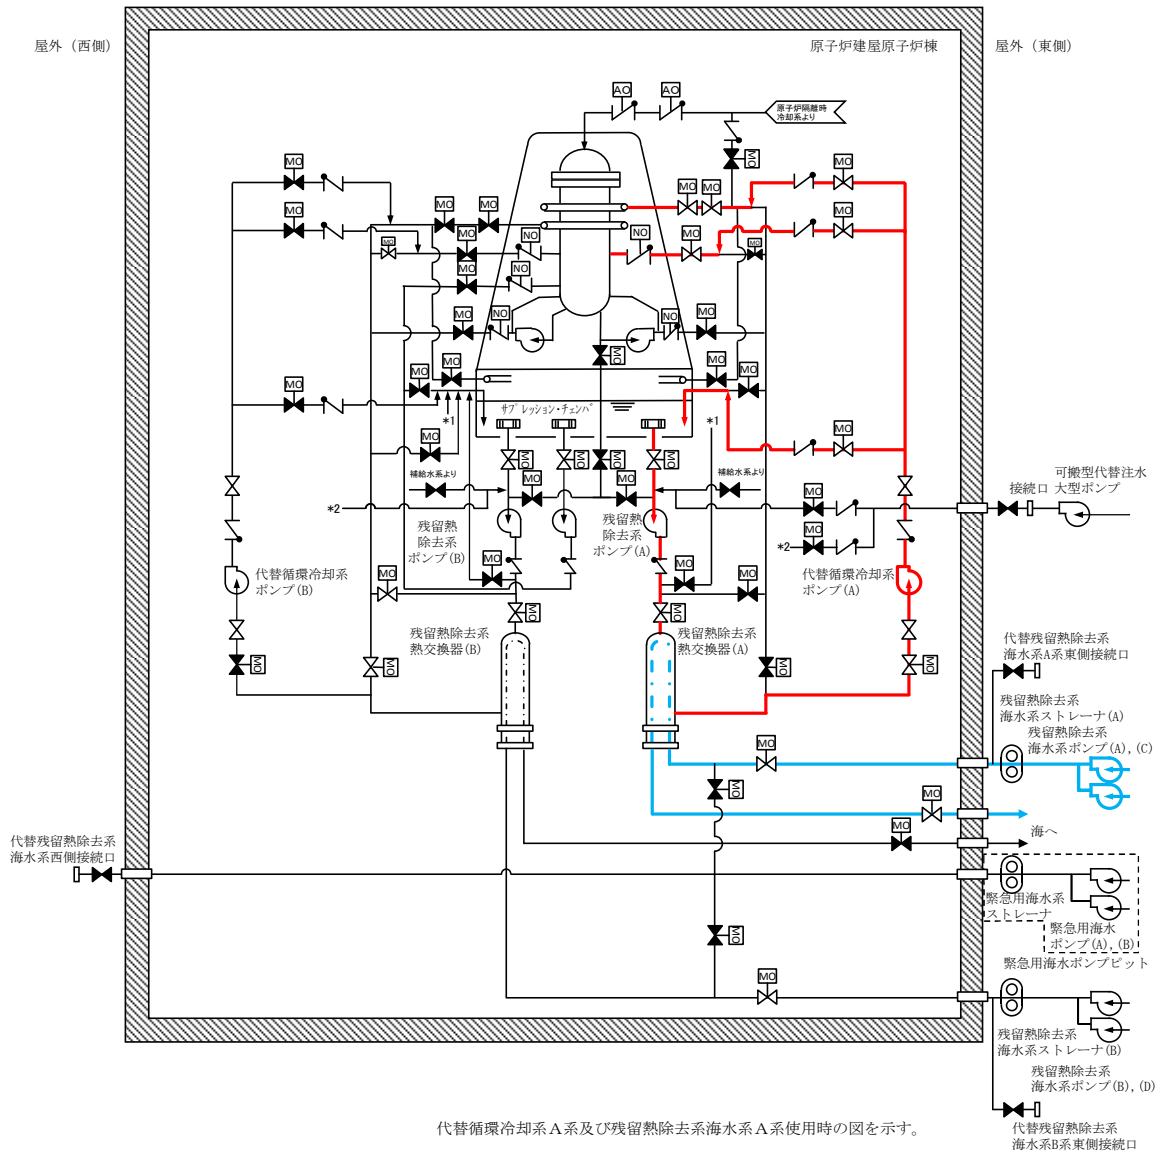 屋外（西側）
原子炉建屋原子炉棟
屋外（東側）
AO
AO
原子炉隔離時
冷却系より
MO
MO
MO
MO
MO
MO
MO
MO
MO
MO
MO
MO
NO
NO
MO
MO
MO
NO
MO
NO
NO
MO
MO
MO
MO
MO
MO
MO
サプレッション・チェンバ
*1
*1
MO
MO
補給水系より
補給水系より
MO
MO
MO
MO
MO
MO
MO
*2
残留熱
除去系
ポンプ(B)
残留熱
除去系
ポンプ(A)
MO
MO
*2
接続口
可搬型代替注水
大型ポンプ
代替循環冷却系
ポンプ(B)
代替循環冷却系
ポンプ(A)
MO
MO
MO
MO
MO
MO
残留熱除去系
熱交換器(B)
残留熱除去系
熱交換器(A)
MO
MO
MO
MO
代替残留熱除去系
海水系A系東側接続口
残留熱除去系
海水系ストレーナ(A)
残留熱除去系
海水系ポンプ(A),(C)
MO
MO
MO
MO
海へ
代替残留熱除去系
海水系西側接続口
緊急用海水系
ストレーナ
緊急用海水
ポンプ(A),(B)
緊急用海水ポンプピット
MO
MO
残留熱除去系
海水系ストレーナ(B)
残留熱除去系
海水系ポンプ(B),(D)
代替残留熱除去系
海水系B系東側接続口
代替循環冷却系Ａ系及び残留熱除去系海水系Ａ系使用時の図を示す。